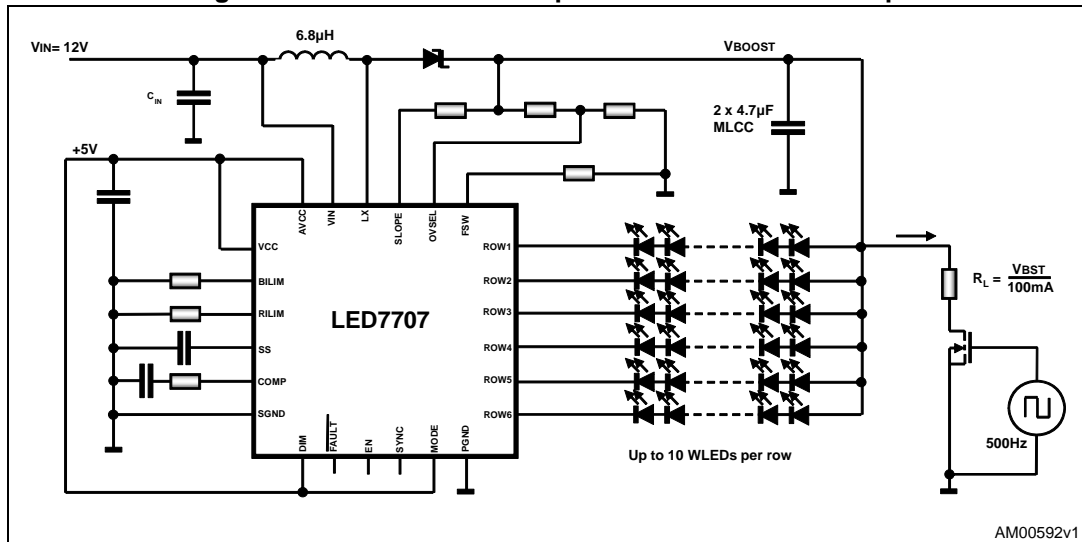 VIN= 12V
6.8µH
VBOOST
CIN
2 x 4.7µF
MLCC
+5V
AVCC
VIN
LX
SLOPE
OVSEL
FSW
VCC
BILIM
RILIM
SS
COMP
SGND
LED7707
ROW1
ROW2
ROW3
ROW4
ROW5
ROW6
RL = VBST
100mA
DIM
FAULT
EN
SYNC
MODE
PGND
Up to 10 WLEDs per row
500Hz
AM00592v1